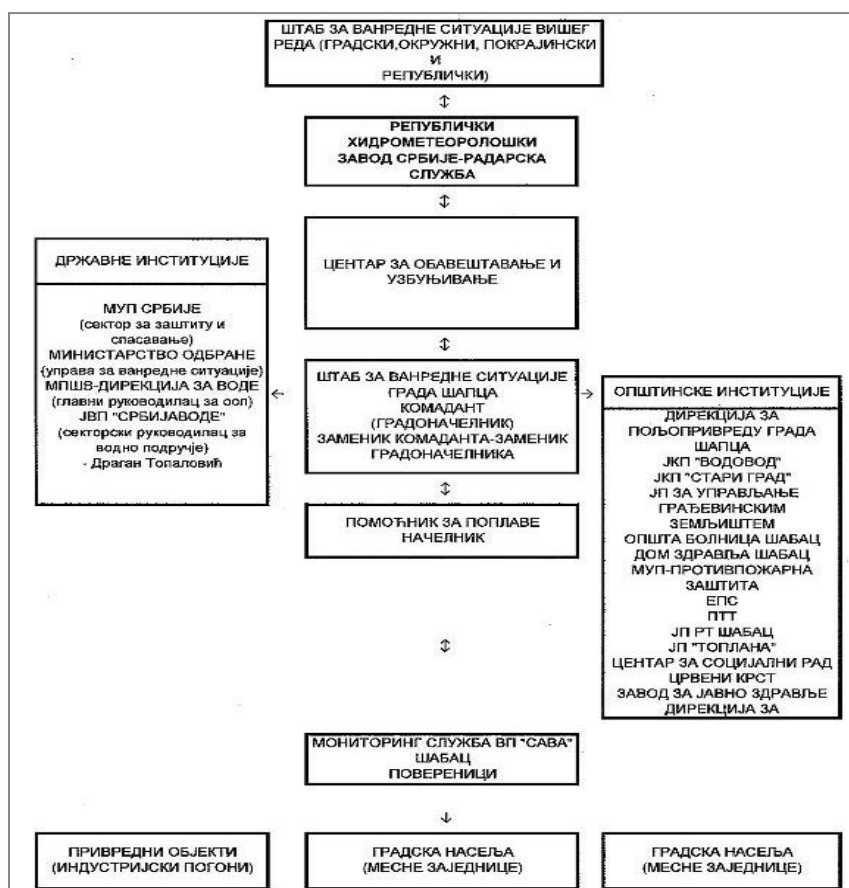 ШТАБ ЗА ВАНРЕДНЕ СИТУАЦИЈЕ ВИШЕГ
РЕДА (ГРАДСКИ,ОКРУЖНИ, ПОКРАЈИНСКИ
И
РЕПУБЛИЧКИ)
РЕПУБЛИЧКИ
ХИДРОМЕТЕОРОЛОШКИ
ЗАВОД СРБИЈЕ-РАДАРСКА
СЛУЖБА
ЦЕНТАР ЗА ОБАВЕШТАВАЊЕ И
УЗБУЊИВАЊЕ
ДРЖАВНЕ ИНСТИТУЦИЈЕ
МУП СРБИЈЕ
(сектор за заштиту и
спасавање)
МИНИСТАРСТВО ОДБРАНЕ
(управа за ванредне ситуације)
МПШВ-ДИРЕКЦИЈА ЗА ВОДЕ
(главни руководилац за ооп)
ЈВП "СРБИЈАВОДЕ"
(секторски руководилац за
водно подручје)
- Драган Топаловић
ШТАБ ЗА ВАНРЕДНЕ СИТУАЦИЈЕ
ГРАДА ШАПЦА
КОМАДАНТ
(ГРАДОНАЧЕЛНИК)
ЗАМЕНИК КОМАДАНТА-ЗАМЕНИК
ГРАДОНАЧЕЛНИКА
ОПШТИНСКЕ ИНСТИТУЦИЈЕ
ДИРЕКЦИЈА ЗА
ПОЉОПРИВРЕДУ ГРАДА
ШАПЦА
ЈКП "ВОДОВОД"
ЈКП "СТАРИ ГРАД"
ЈП ЗА УПРАВЉАЊЕ
ГРАЂЕВИНСКИМ
ЗЕМЉИШТЕМ
ОПШТА БОЛНИЦА ШАБАЦ
ДОМ ЗДРАВЉА ШАБАЦ
МУП-ПРОТИВПОЖАРНА
ЗАШТИТА
ЕПС
ПТТ
ЈП РТ ШАБАЦ
ЈП "ТОПЛАНА"
ЦЕНТАР ЗА СОЦИЈАЛНИ РАД
ЦРВЕНИ КРСТ
ЗАВОД ЗА ЈАВНО ЗДРАВЉЕ
ДИРЕКЦИЈА ЗА
ПОМОЋНИК ЗА ПОПЛАВЕ
НАЧЕЛНИК
МОНИТОРИНГ СЛУЖБА ВП "САВА"
ШАБАЦ
ПОВЕРЕНИЦИ
ПРИВРЕДНИ ОБЈЕКТИ
(ИНДУСТРИЈСКИ ПОГОНИ)
ГРАДСКА НАСЕЉА
(МЕСНЕ ЗАЈЕДНИЦЕ)
ГРАДСКА НАСЕЉА
(МЕСНЕ ЗАЈЕДНИЦЕ)